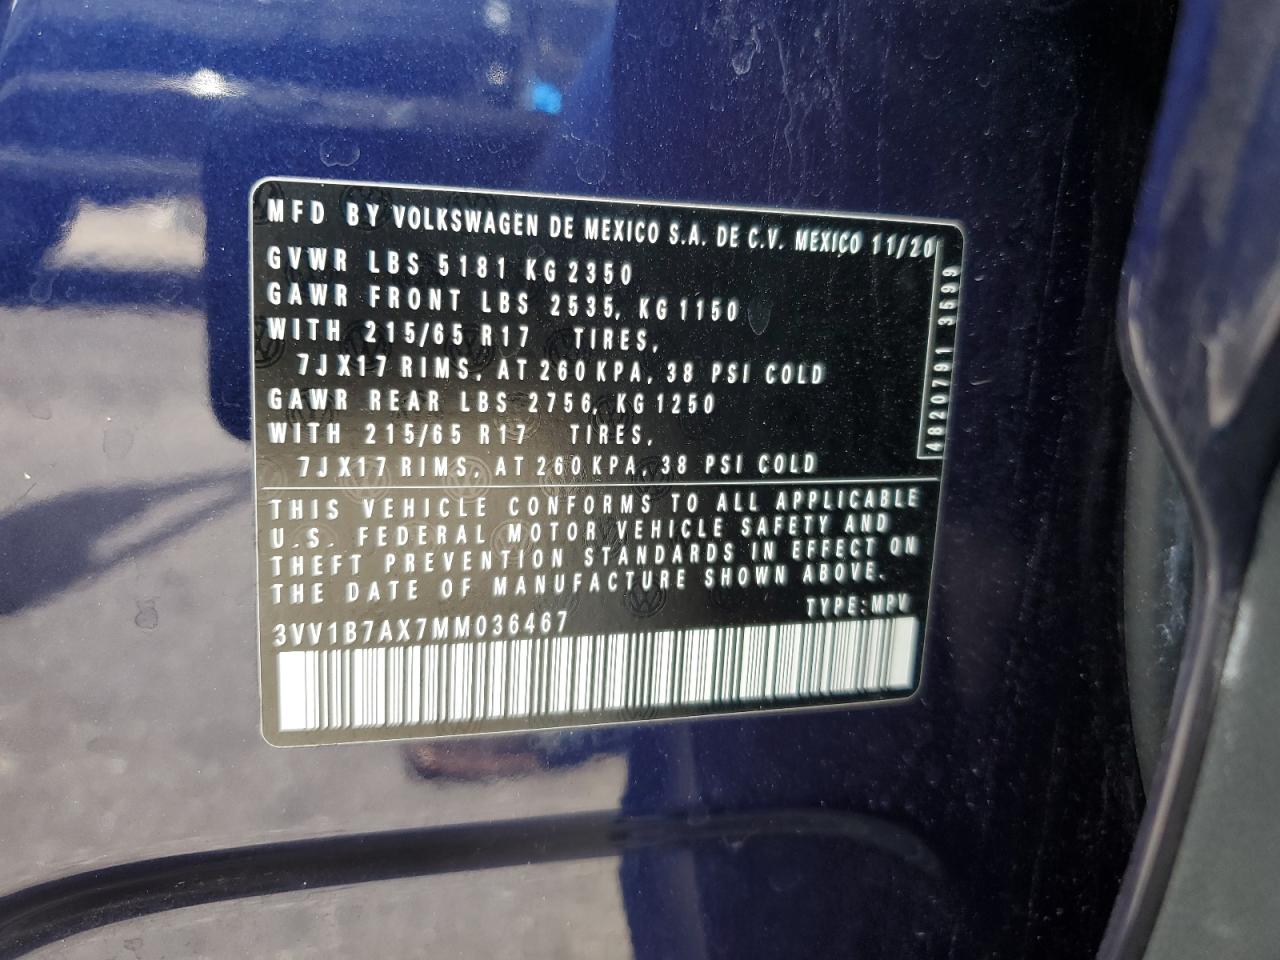 MFD BY VOLKSWAGEN DE MEXICO S.A. DE C.V. MEXICO 11/20
GVWR LBS 5181 KG 2350
GAWR FRONT LBS 2535, KG 1150
WITH 215/65 R17 TIRES,
7JX17 RIMS, AT 260 KPA, 38 PSI COLD
GAWR REAR LBS 2756, KG 1250
WITH 215/65 R17 TIRES,
7JX17 RIMS, AT 260 KPA, 38 PSI COLD
4820791 3599
THIS VEHICLE CONFORMS TO ALL APPLICABLE
U.S. FEDERAL MOTOR VEHICLE SAFETY AND
THEFT PREVENTION STANDARDS IN EFFECT ON
THE DATE OF MANUFACTURE SHOWN ABOVE.
TYPE: MPV
3VV1B7AX7MM036467